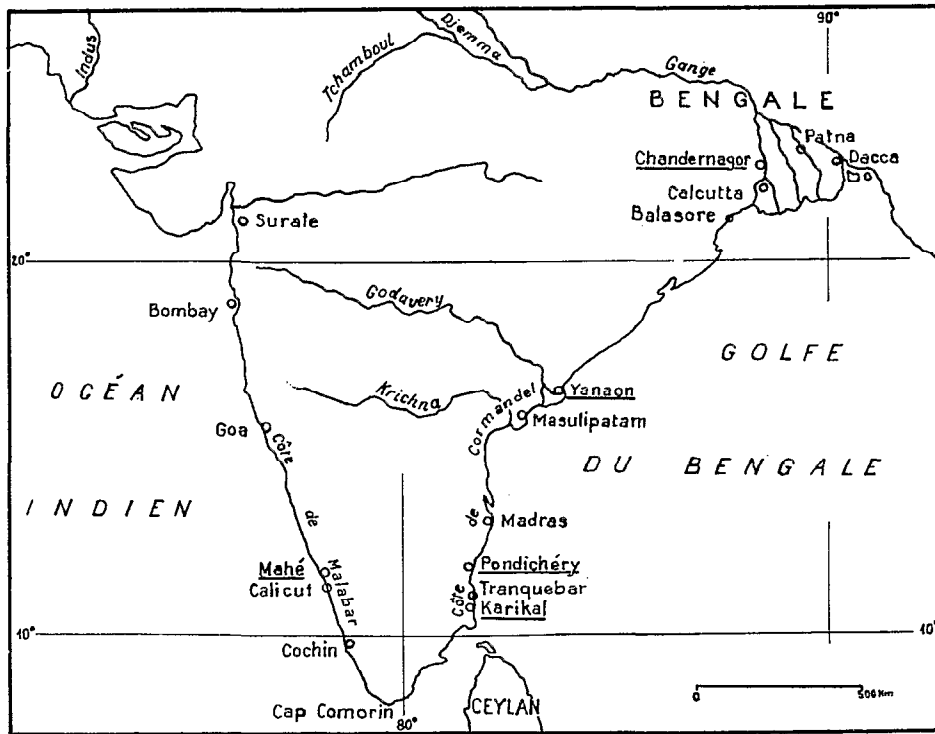 90°
Indus
Tchamboul
Djemma
Gange
BENGALE
Patna
Chandernagor
Dacca
Calcutta
Balasore
Surate
20°
Bombay
Godavery
GOLFE
OCÉAN
Krichna
Yanaon
Masulipatam
Goa
DU BENGALE
INDIEN
Côte de Malabar
Côte de Cormandel
Madras
Mahé
Pondichéry
Calicut
Tranquebar
Karikal
10°
10°
Cochin
Cap Comorin
80°
CEYLAN
0
500 Km